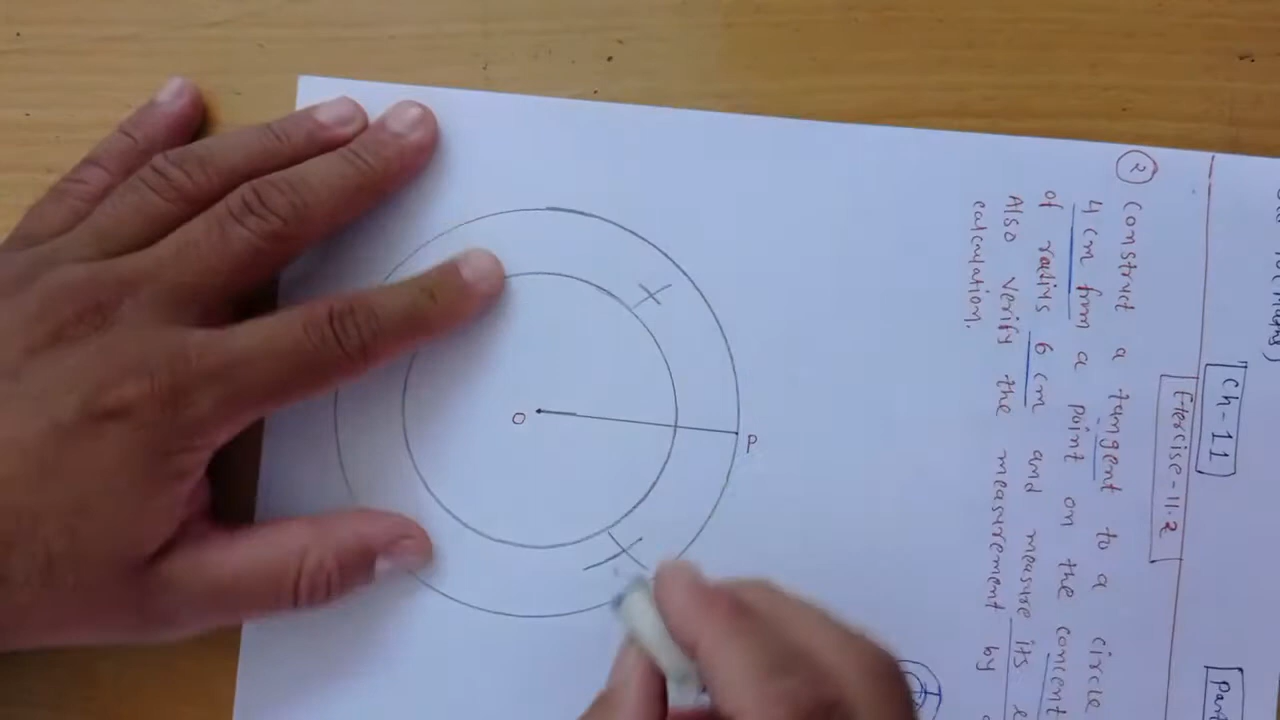 Ch-11
Exercise-11.2
2 Construct a tangent to a circle
4 cm from a point on the concent
of radius 6 cm and measure its
Also verify the measurement by
calculation.
O
P